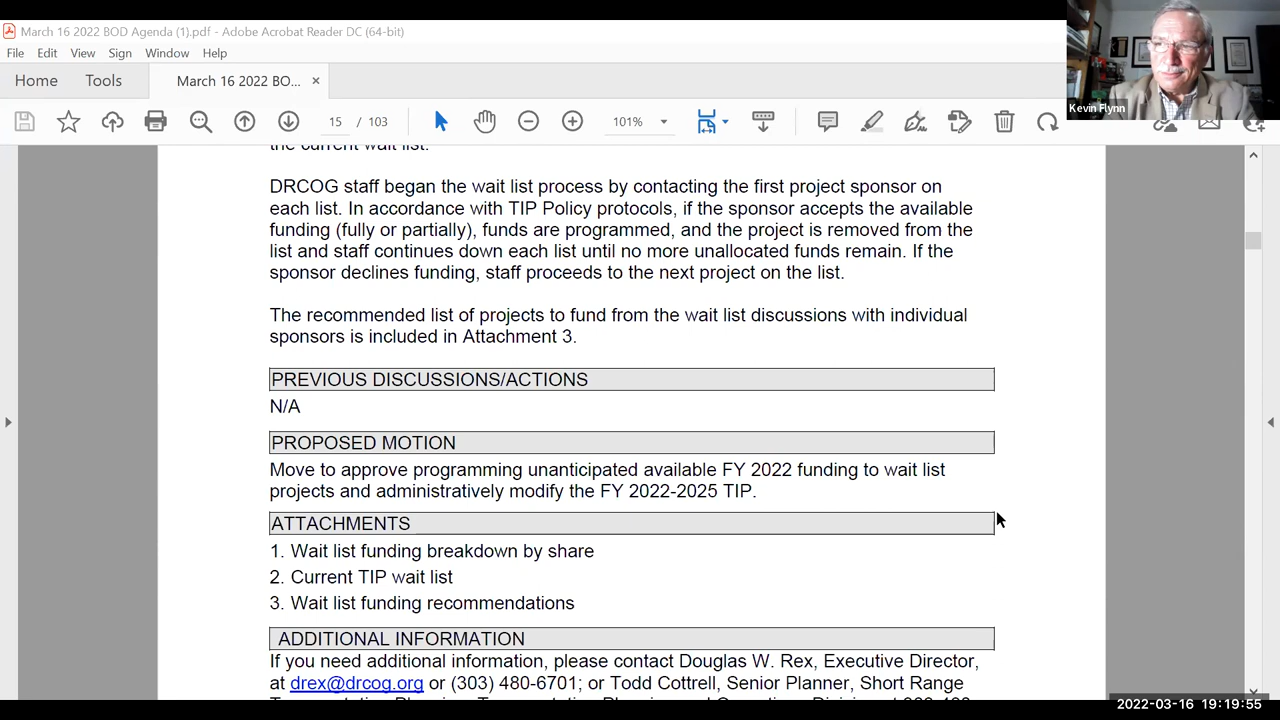 March 16 2022 BOD Agenda (1).pdf - Adobe Acrobat Reader DC (64-bit)
File Edit View Sign Window Help
Home Tools March 16 2022 BO... ×
15 / 103 101%
Kevin Flynn
the current wait list.
DRCOG staff began the wait list process by contacting the first project sponsor on
each list. In accordance with TIP Policy protocols, if the sponsor accepts the available
funding (fully or partially), funds are programmed, and the project is removed from the
list and staff continues down each list until no more unallocated funds remain. If the
sponsor declines funding, staff proceeds to the next project on the list.
The recommended list of projects to fund from the wait list discussions with individual
sponsors is included in Attachment 3.
PREVIOUS DISCUSSIONS/ACTIONS
N/A
PROPOSED MOTION
Move to approve programming unanticipated available FY 2022 funding to wait list
projects and administratively modify the FY 2022-2025 TIP.
ATTACHMENTS
1. Wait list funding breakdown by share
2. Current TIP wait list
3. Wait list funding recommendations
ADDITIONAL INFORMATION
If you need additional information, please contact Douglas W. Rex, Executive Director,
at drex@drcog.org or (303) 480-6701; or Todd Cottrell, Senior Planner, Short Range
2022-03-16 19:19:55